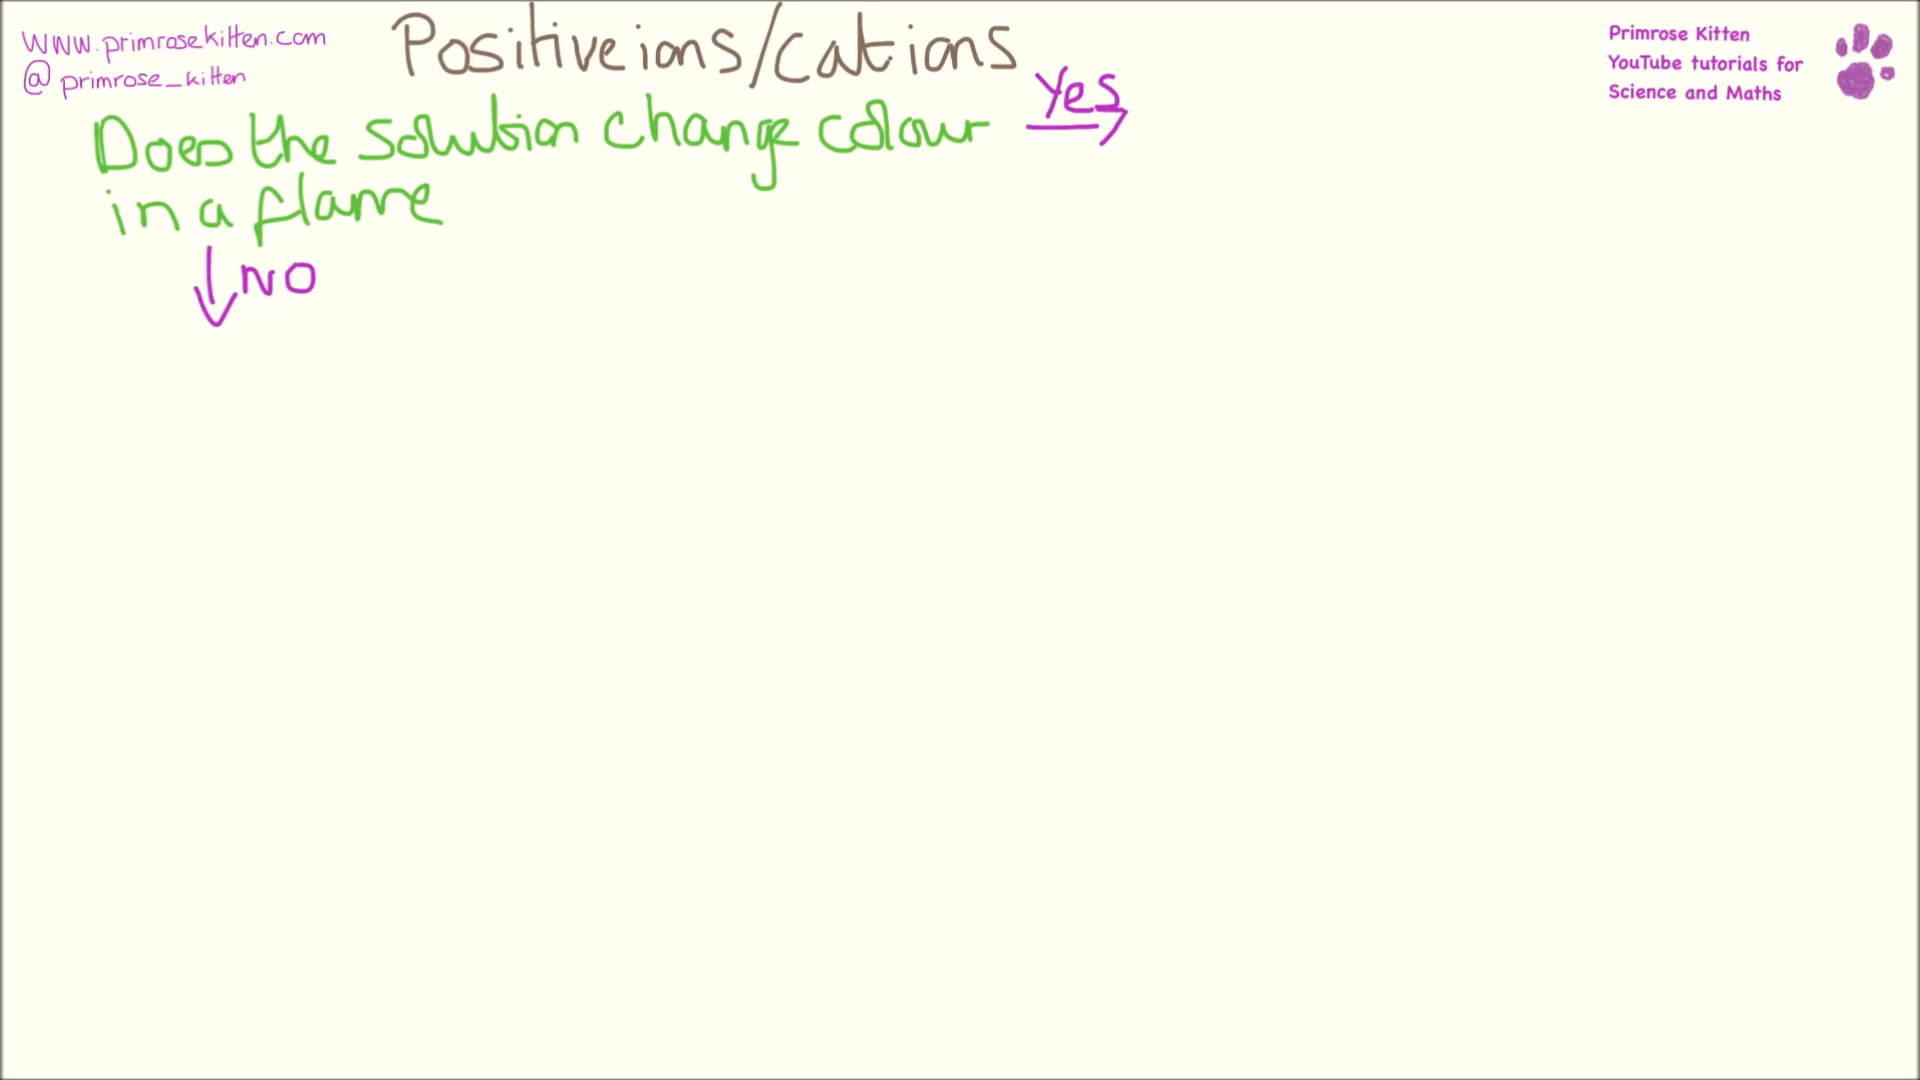 www.primrosekitten.com
@primrose_kitten
Positive ions/cations
Primrose Kitten
YouTube tutorials for
Science and Maths
Does the solution change colour
Yes
in a flame
NO